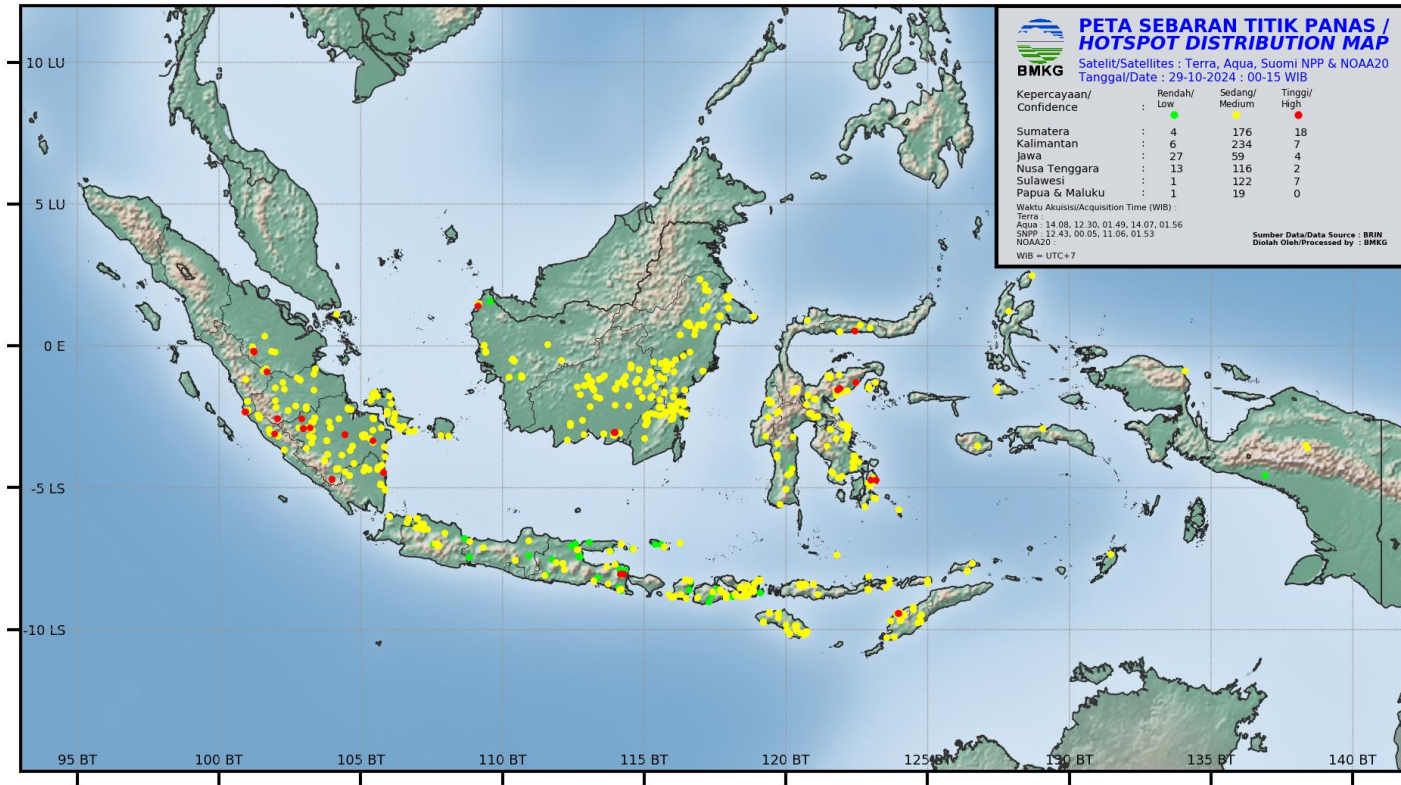 PETA SEBARAN TITIK PANAS /
HOTSPOT DISTRIBUTION MAP
BMKG
Satelit/Satellites : Terra, Aqua, Suomi NPP & NOAA20
Tanggal/Date : 29-10-2024 : 00-15 WIB
Kepercayaan/ Rendah/ Sedang/ Tinggi/
Confidence : Low Medium High
Sumatera : 4 176 18
Kalimantan : 6 234 7
Jawa : 27 59 4
Nusa Tenggara : 13 116 2
Sulawesi : 1 122 7
Papua & Maluku : 1 19 0
Waktu Akuisisi/Acquisition Time (WIB) :
Terra :
Aqua : 14.08, 12.30, 01.49, 14.07, 01.56
SNPP : 12.43, 00.05, 11.06, 01.53
NOAA20 :
WIB = UTC+7
Sumber Data/Data Source : BRIN
Diolah Oleh/Processed by : BMKG
10 LU
5 LU
0 E
-5 LS
-10 LS
95 BT 100 BT 105 BT 110 BT 115 BT 120 BT 125 BT 130 BT 135 BT 140 BT